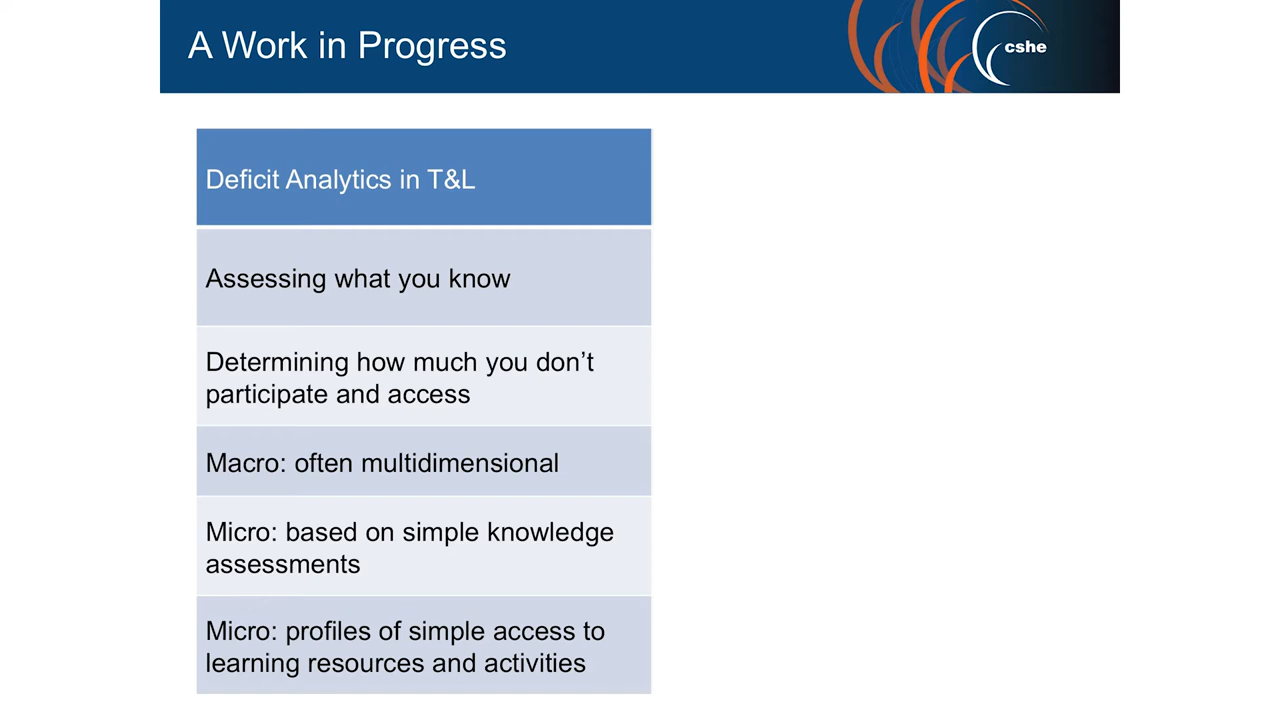 A Work in Progress
cshe
Deficit Analytics in T&L
Assessing what you know
Determining how much you don’t
participate and access
Macro: often multidimensional
Micro: based on simple knowledge
assessments
Micro: profiles of simple access to
learning resources and activities